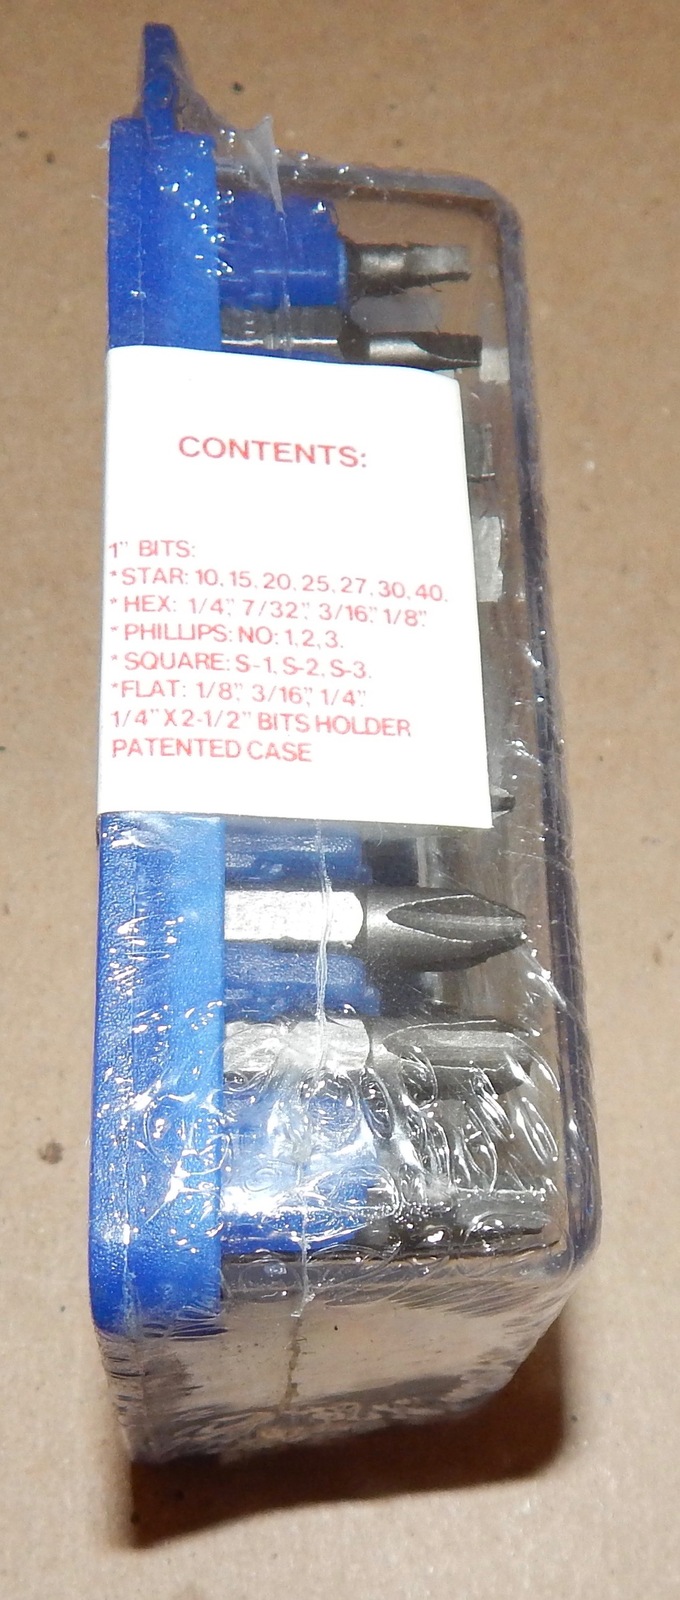 CONTENTS:
1" BITS:
*STAR: 10, 15, 20, 25, 27, 30, 40.
*HEX: 1/4", 7/32", 3/16", 1/8".
*PHILLIPS: NO: 1, 2, 3.
*SQUARE: S-1, S-2, S-3.
*FLAT: 1/8", 3/16", 1/4".
1/4" X 2-1/2" BITS HOLDER
PATENTED CASE